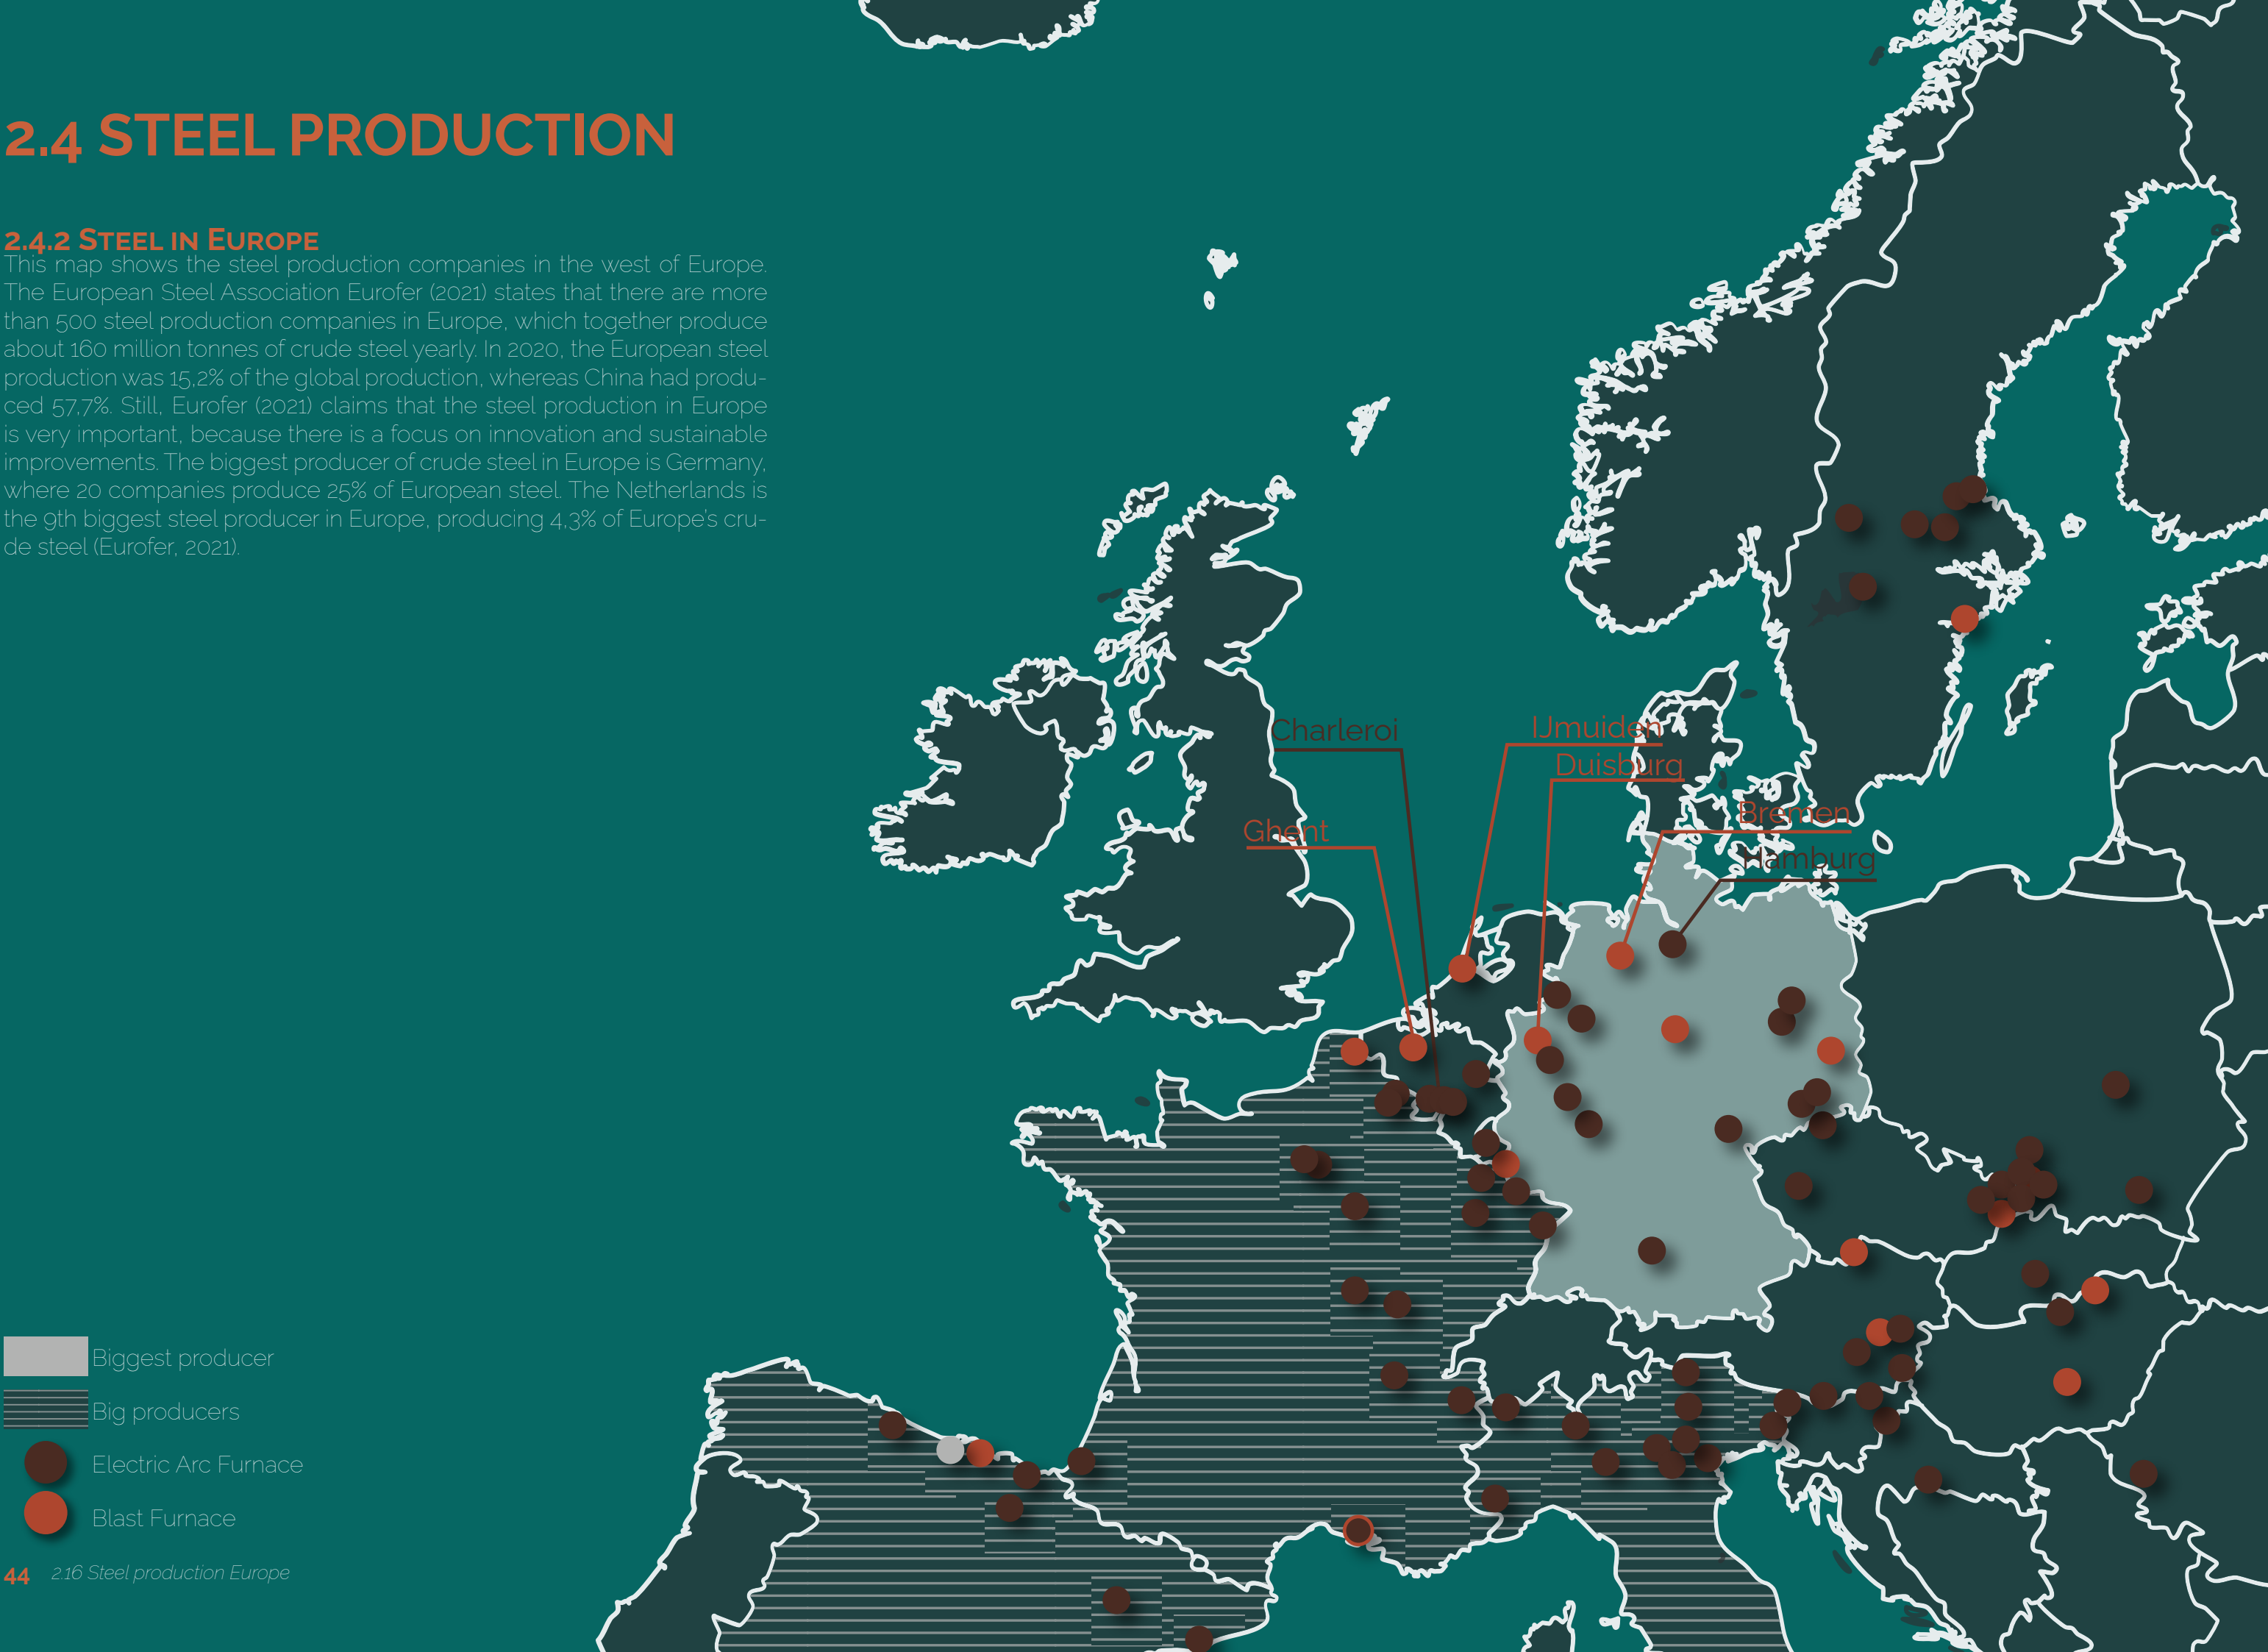 2.4 STEEL PRODUCTION
2.4.2 STEEL IN EUROPE
This map shows the steel production companies in the west of Europe.
The European Steel Association Eurofer (2021) states that there are more
than 500 steel production companies in Europe, which together produce
about 160 million tonnes of crude steel yearly. In 2020, the European steel
production was 15,2% of the global production, whereas China had produ-
ced 57,7%. Still, Eurofer (2021) claims that the steel production in Europe
is very important, because there is a focus on innovation and sustainable
improvements. The biggest producer of crude steel in Europe is Germany,
where 20 companies produce 25% of European steel. The Netherlands is
the 9th biggest steel producer in Europe, producing 4,3% of Europe's cru-
de steel (Eurofer, 2021).
Charleroi
IJmuiden
Duisburg
Bremen
Ghent
Hamburg
Biggest producer
Big producers
Electric Arc Furnace
Blast Furnace
44 2.16 Steel production Europe